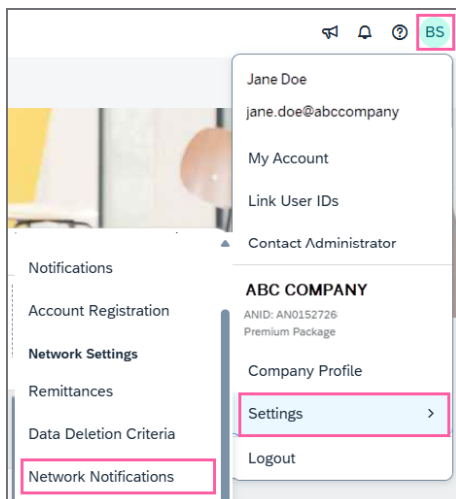 BS
Jane Doe
jane.doe@abccompany
My Account
Link User IDs
Contact Administrator
ABC COMPANY
ANID: AN0152726
Premium Package
Company Profile
Settings
Logout
Notifications
Account Registration
Network Settings
Remittances
Data Deletion Criteria
Network Notifications